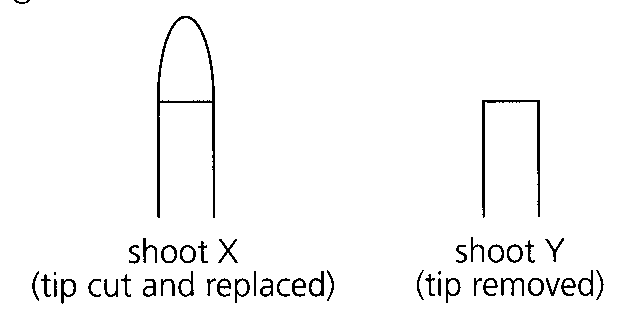 shoot X
(tip cut and replaced)
shoot Y
(tip removed)